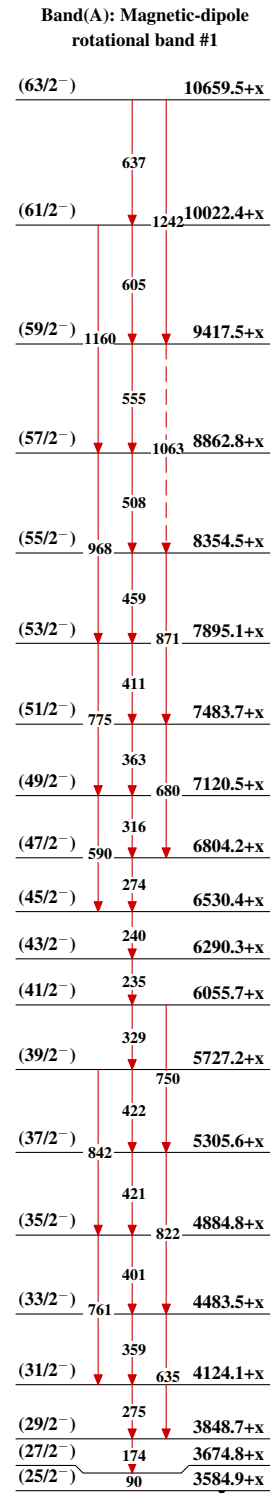 Band(A): Magnetic-dipole
rotational band #1
(63/2⁻) 10659.5+x
637
(61/2⁻) 1242 10022.4+x
605
(59/2⁻) 1160 9417.5+x
555
(57/2⁻) 1063 8862.8+x
508
(55/2⁻) 968 8354.5+x
459
(53/2⁻) 871 7895.1+x
411
(51/2⁻) 775 7483.7+x
363
(49/2⁻) 680 7120.5+x
316
(47/2⁻) 590 6804.2+x
274
(45/2⁻) 6530.4+x
240
(43/2⁻) 6290.3+x
235
(41/2⁻) 6055.7+x
329
(39/2⁻) 750 5727.2+x
422
(37/2⁻) 842 5305.6+x
421
(35/2⁻) 822 4884.8+x
401
(33/2⁻) 761 4483.5+x
359
(31/2⁻) 635 4124.1+x
275
(29/2⁻) 3848.7+x
(27/2⁻) 174 3674.8+x
(25/2⁻) 90 3584.9+x